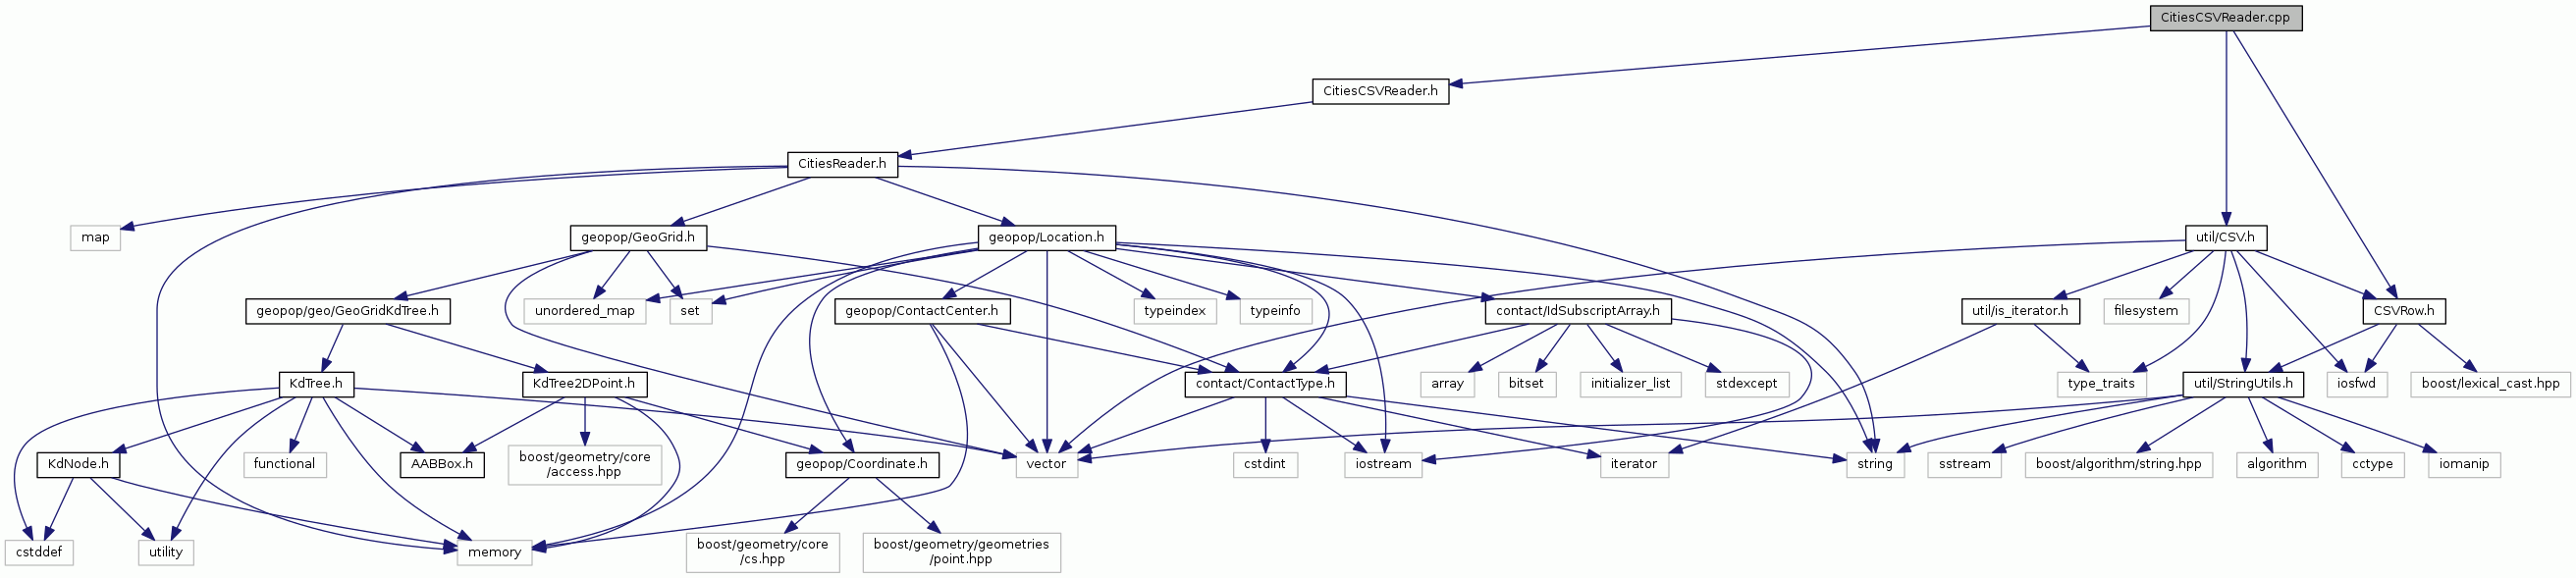 CitiesCSVReader.cpp
CitiesCSVReader.h
CitiesReader.h
map
geopop/GeoGrid.h
geopop/Location.h
util/CSV.h
geopop/geo/GeoGridKdTree.h
unordered_map
set
geopop/ContactCenter.h
typeindex
typeinfo
contact/IdSubscriptArray.h
util/is_iterator.h
filesystem
CSVRow.h
KdTree.h
KdTree2DPoint.h
contact/ContactType.h
array
bitset
initializer_list
stdexcept
type_traits
util/StringUtils.h
iosfwd
boost/lexical_cast.hpp
KdNode.h
functional
AABBox.h
boost/geometry/core
/access.hpp
geopop/Coordinate.h
vector
cstdint
iostream
iterator
string
sstream
boost/algorithm/string.hpp
algorithm
cctype
iomanip
cstddef
utility
memory
boost/geometry/core
/cs.hpp
boost/geometry/geometries
/point.hpp